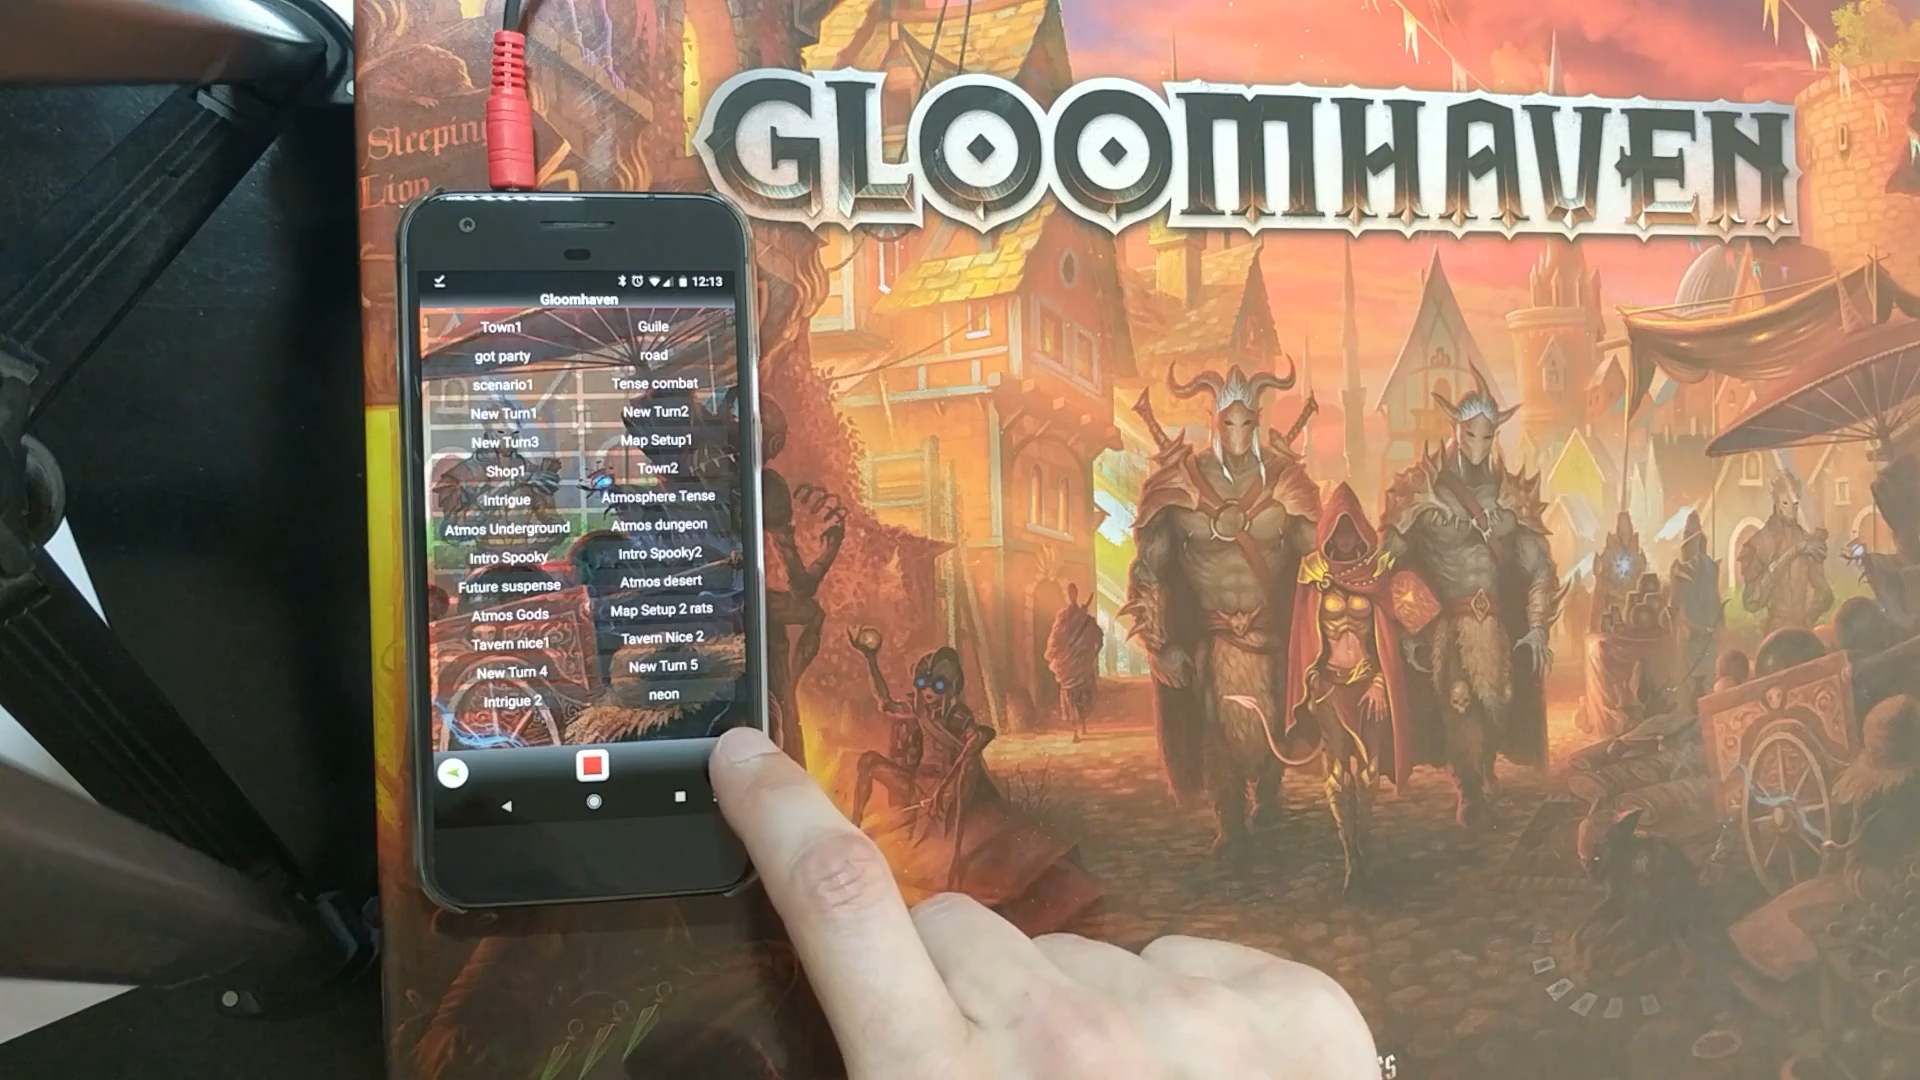 GLOOMHAVEN
Sleeping
Lion
12:13
Gloomhaven
Town1 Guile
got party road
scenario1 Tense combat
New Turn1 New Turn2
New Turn3 Map Setup1
Shop1 Town2
Intrigue Atmosphere Tense
Atmos Underground Atmos dungeon
Intro Spooky Intro Spooky2
Future suspense Atmos desert
Atmos Gods Map Setup 2 rats
Tavern nice1 Tavern Nice 2
New Turn 4 New Turn 5
Intrigue 2 neon